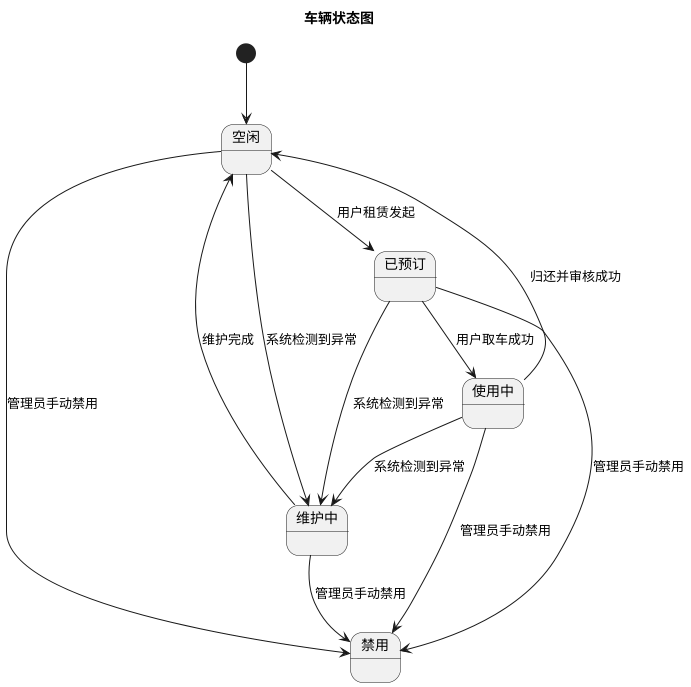 车辆状态图
空闲
用户租赁发起
已预订
归还并审核成功
维护完成
系统检测到异常
用户取车成功
使用中
管理员手动禁用
系统检测到异常
系统检测到异常
管理员手动禁用
维护中
管理员手动禁用
管理员手动禁用
禁用